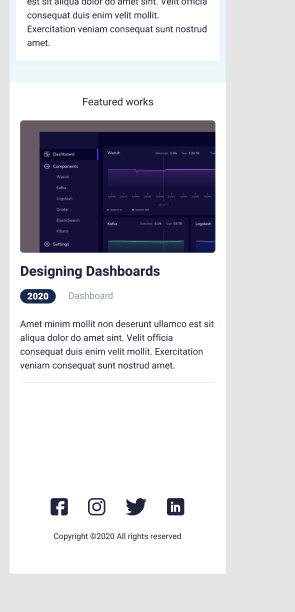 est sit aliqua dolor do amet sint. Velit officia
consequat duis enim velit mollit.
Exercitation veniam consequat sunt nostrud
amet.
Featured works
Dashboard
Components
Wazuh
Kafka
Logstash
Qradar
Elasticsearch
Kibana
Settings
Wazuh
Kafka
Logstash
Designing Dashboards
2020
Dashboard
Amet minim mollit non deserunt ullamco est sit
aliqua dolor do amet sint. Velit officia
consequat duis enim velit mollit. Exercitation
veniam consequat sunt nostrud amet.
Copyright ©2020 All rights reserved